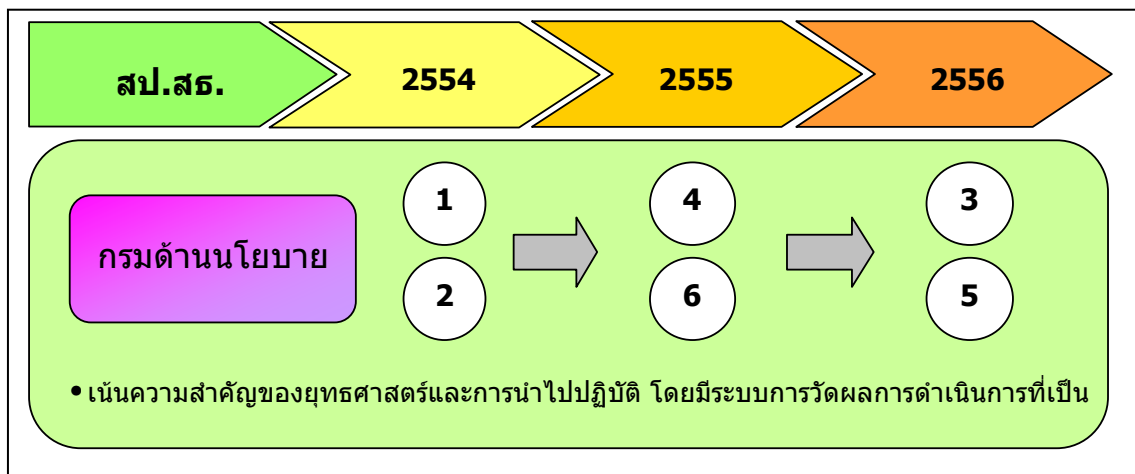 สป.สธ. 2554 2555 2556
1 4 3
กรมด้านนโยบาย
2 6 5
• เน้นความสำคัญของยุทธศาสตร์และการนำไปปฏิบัติ โดยมีระบบการวัดผลการดำเนินการที่เป็น